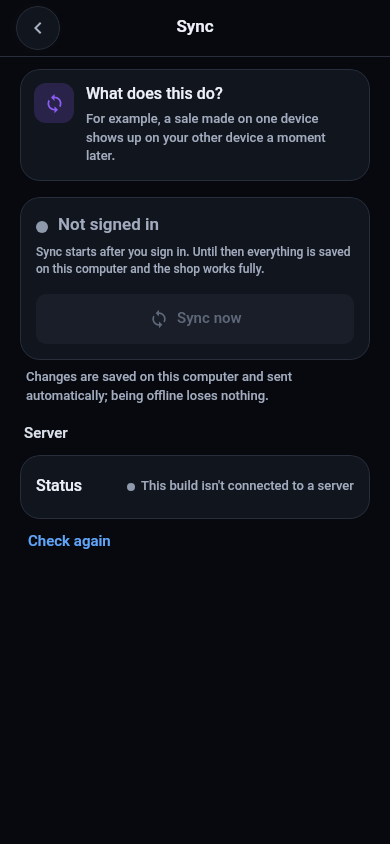 Sync
What does this do?
For example, a sale made on one device
shows up on your other device a moment
later.
Not signed in
Sync starts after you sign in. Until then everything is saved
on this computer and the shop works fully.
Sync now
Changes are saved on this computer and sent
automatically; being offline loses nothing.
Server
Status
This build isn't connected to a server
Check again